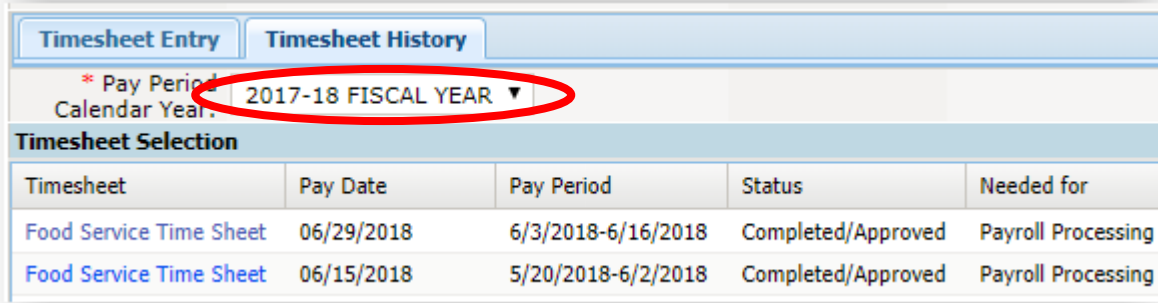 Timesheet Entry Timesheet History
* Pay Period 2017-18 FISCAL YEAR
Calendar Year:
Timesheet Selection
Timesheet Pay Date Pay Period Status Needed for
Food Service Time Sheet 06/29/2018 6/3/2018-6/16/2018 Completed/Approved Payroll Processing
Food Service Time Sheet 06/15/2018 5/20/2018-6/2/2018 Completed/Approved Payroll Processing